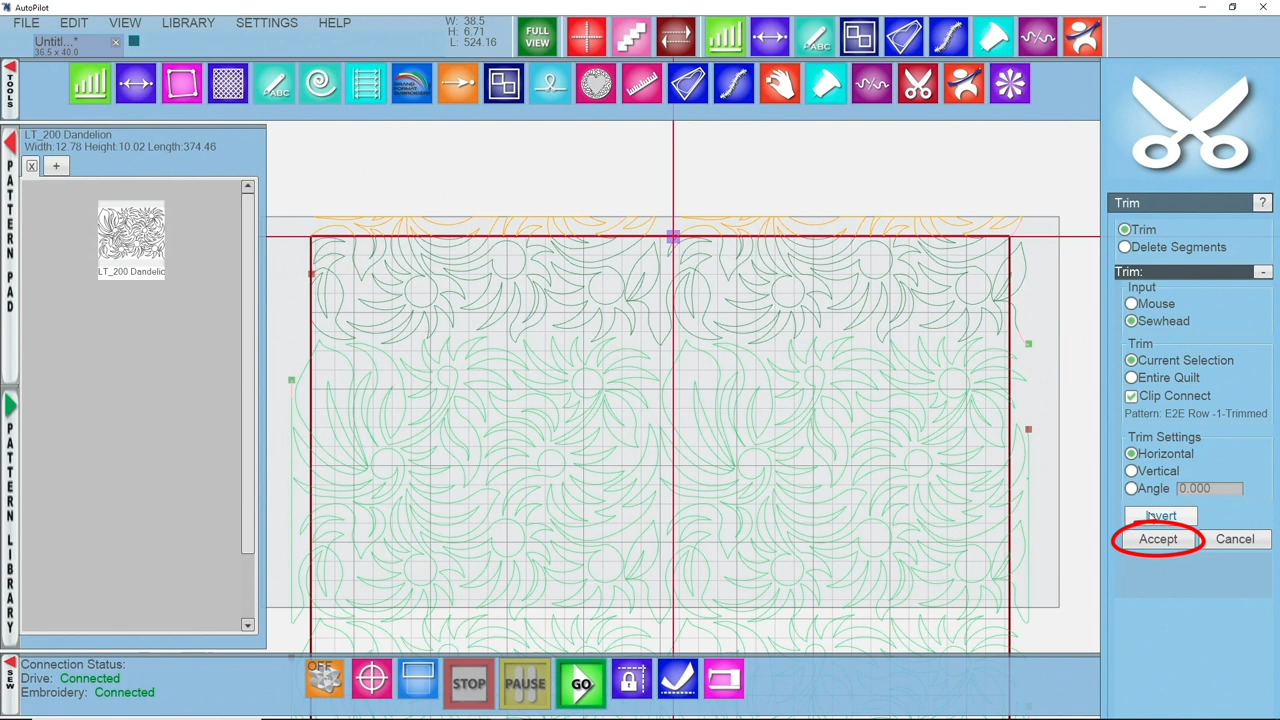 AutoPilot
FILE EDIT VIEW LIBRARY SETTINGS HELP
Untitl...*
36.5 x 40.0
W: 38.5
H: 6.71
L: 524.16
FULL VIEW
ABC
TOOLS
ABC
LT_200 Dandelion
Width:12.78 Height:10.02 Length:374.46
X +
PATTERN PAD
LT_200 Dandelic
PATTERN LIBRARY
Trim ?
Trim
Delete Segments
Trim: -
Input
Mouse
Sewhead
Trim
Current Selection
Entire Quilt
Clip Connect
Pattern: E2E Row -1-Trimmed
Trim Settings
Horizontal
Vertical
Angle 0.000
Invert
Accept Cancel
SEW
Connection Status:
Drive: Connected
Embroidery: Connected
OFF
STOP
PAUSE
GO